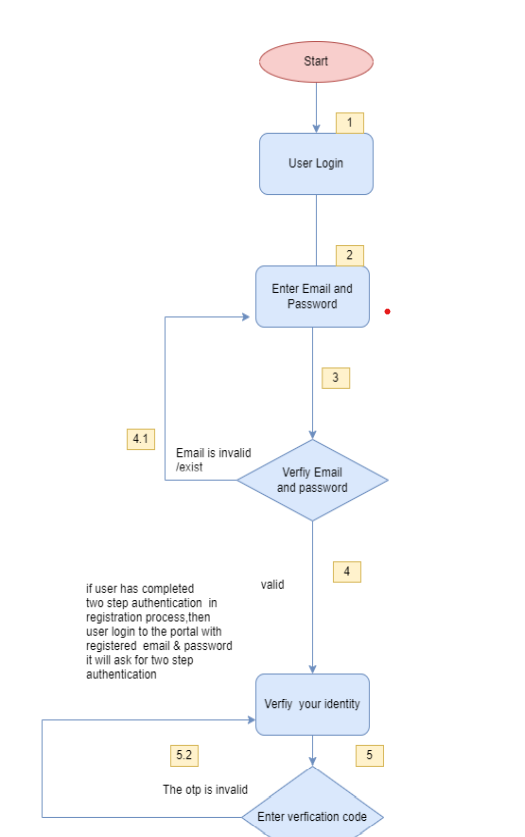 Start
1
User Login
2
Enter Email and
Password
3
4.1
Email is invalid
/exist
Verfiy Email
and password
4
valid
if user has completed
two step authentication in
registration process,then
user login to the portal with
registered email & password
it will ask for two step
authentication
Verfiy your identity
5.2
5
The otp is invalid
Enter verfication code